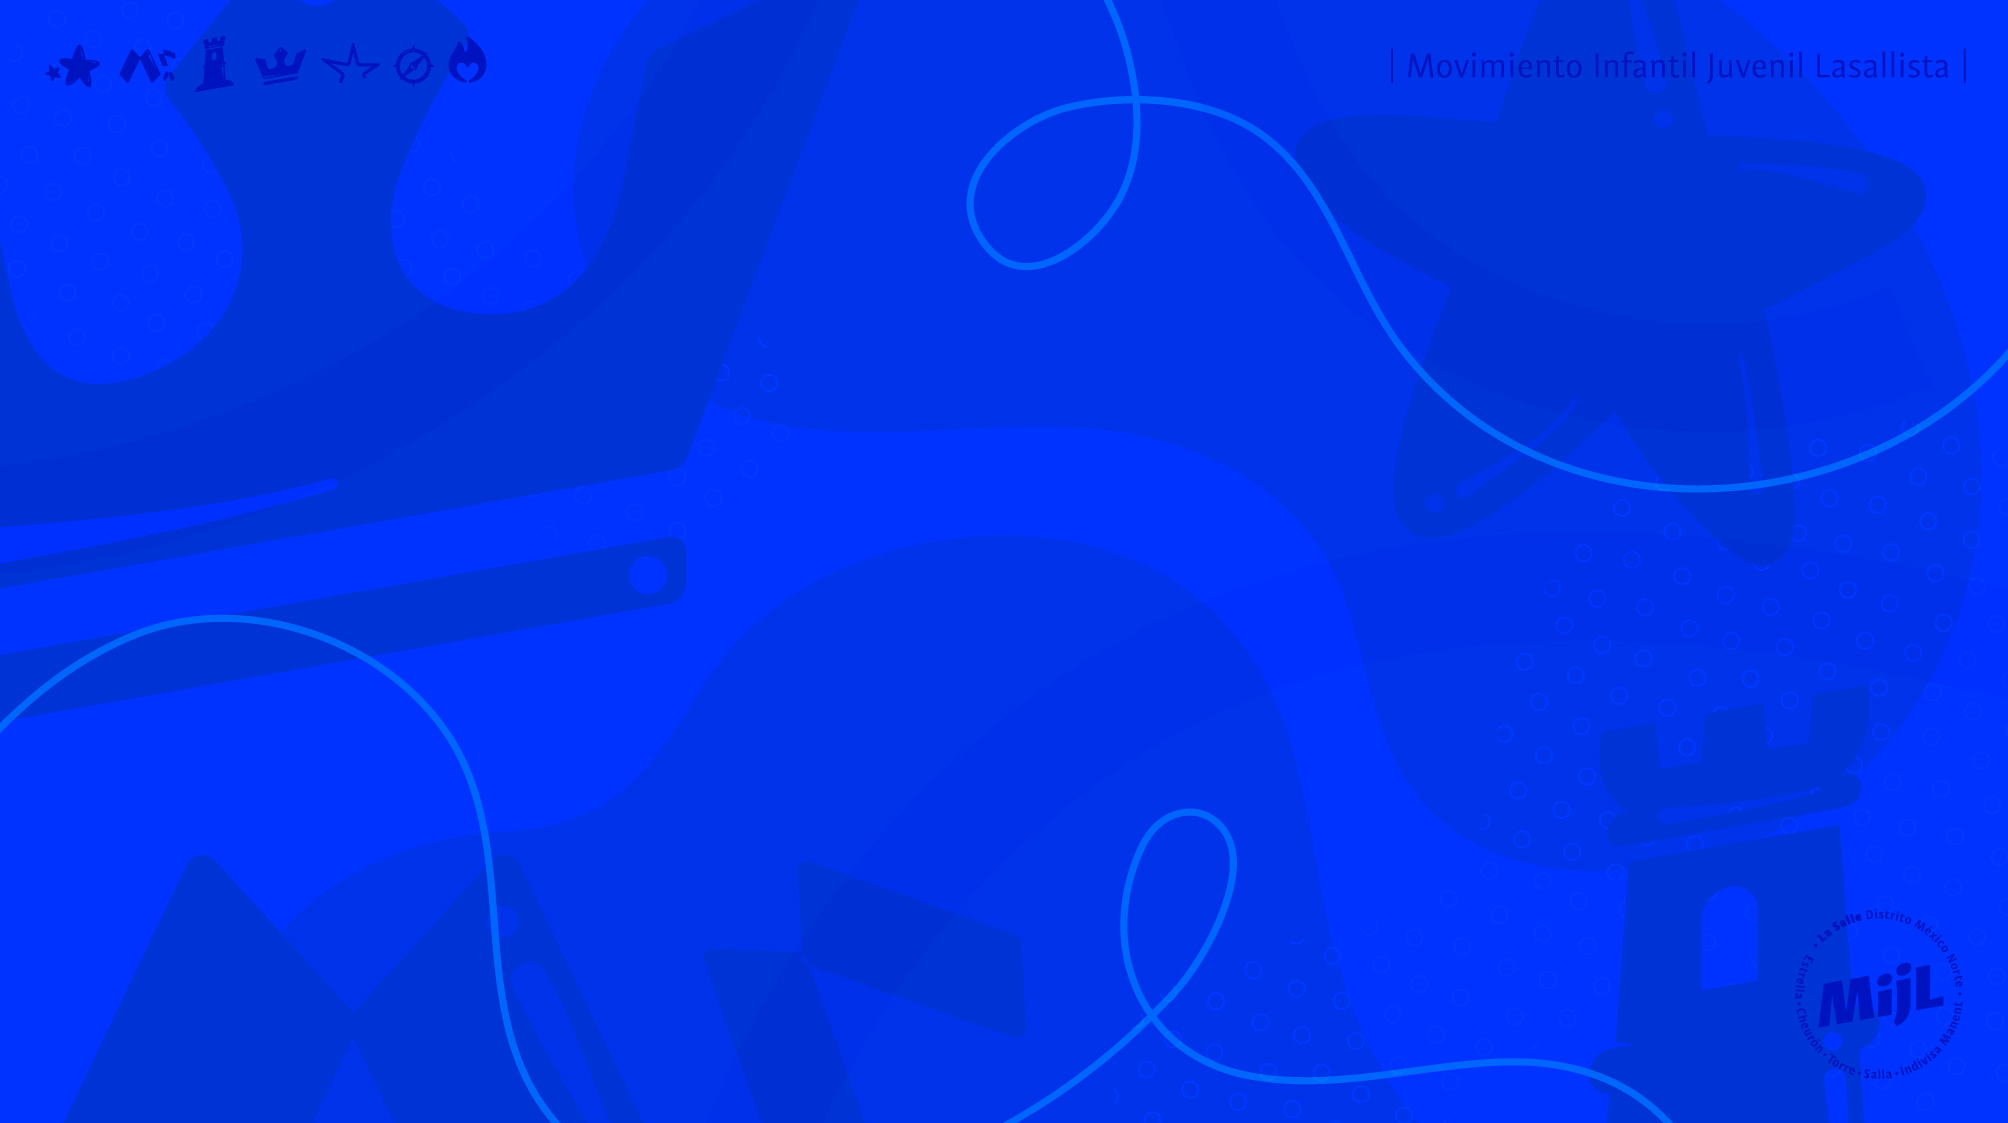 | Movimiento Infantil Juvenil Lasallista |
• La Salle Distrito México Norte • Estrella • Cheurón • Torre • Salla • Indivisa Manent
MijL